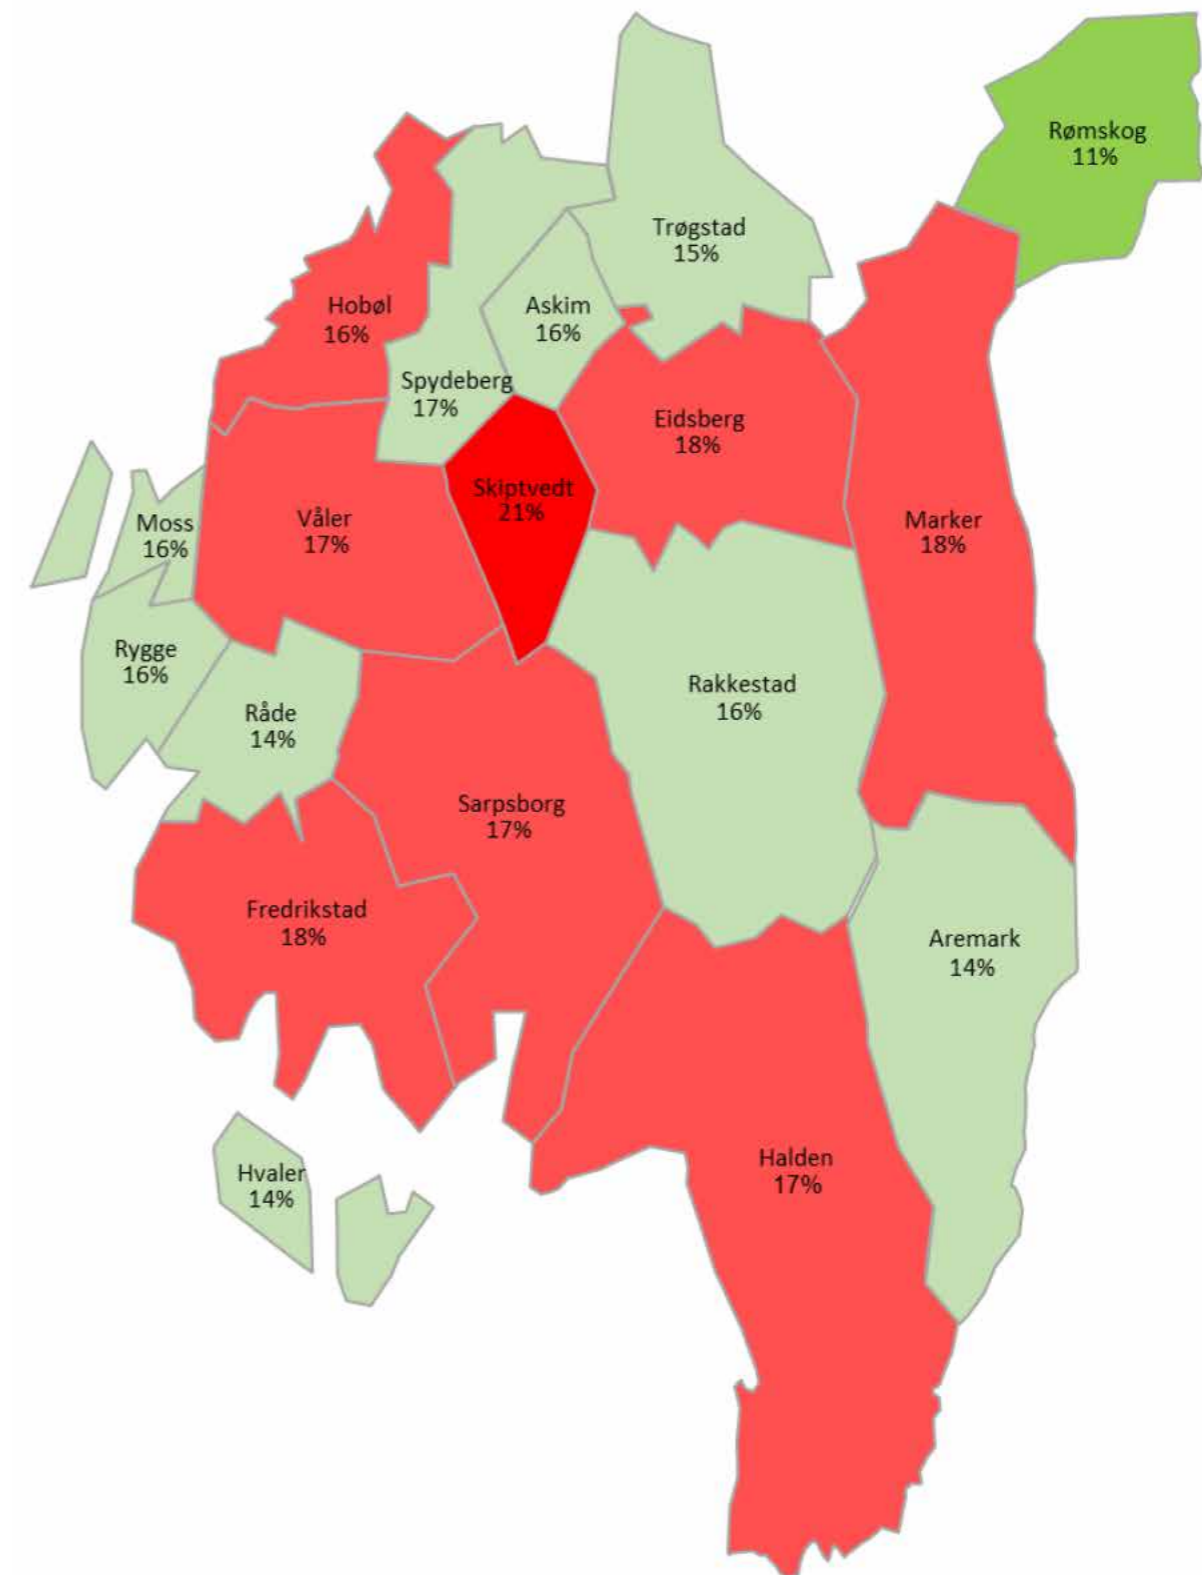 Rømskog
11%
Trøgstad
15%
Hobøl
16%
Askim
16%
Spydeberg
17%
Eidsberg
18%
Skiptvedt
21%
Moss
16%
Våler
17%
Marker
18%
Rygge
16%
Rakkestad
16%
Råde
14%
Sarpsborg
17%
Fredrikstad
18%
Aremark
14%
Hvaler
14%
Halden
17%